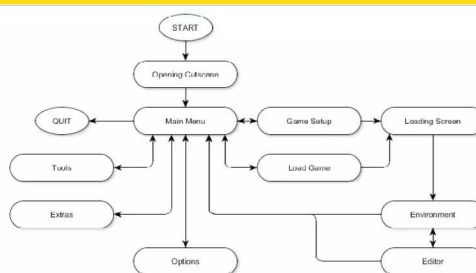 START
Opening Cutscene
QUIT
Main Menu
Game Setup
Loading Screen
Tools
Load Game
Extras
Environment
Options
Editor